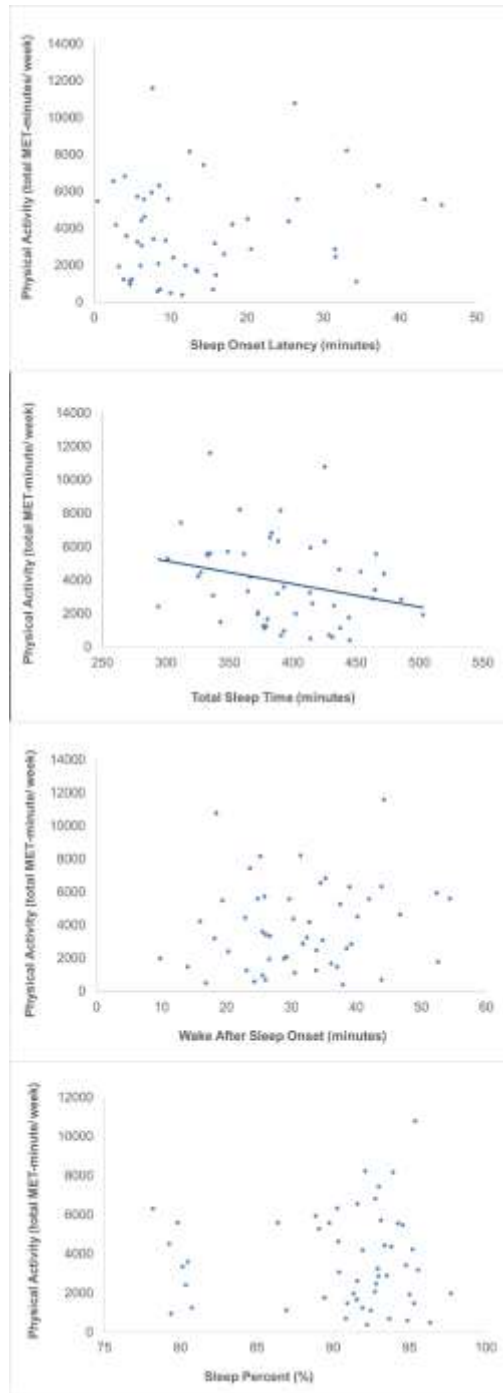 Physical Activity (total MET-minutes/week)
14000
12000
10000
8000
6000
4000
2000
0
0 10 20 30 40 50
Sleep Onset Latency (minutes)
Physical Activity (total MET-minute/week)
14000
12000
10000
8000
6000
4000
2000
0
250 300 350 400 450 500 550
Total Sleep Time (minutes)
Physical Activity (total MET-minute/week)
14000
12000
10000
8000
6000
4000
2000
0
0 10 20 30 40 50 60
Wake After Sleep Onset (minutes)
Physical Activity (total MET-minute/week)
12000
10000
8000
6000
4000
2000
0
75 80 85 90 95 100
Sleep Percent (%)